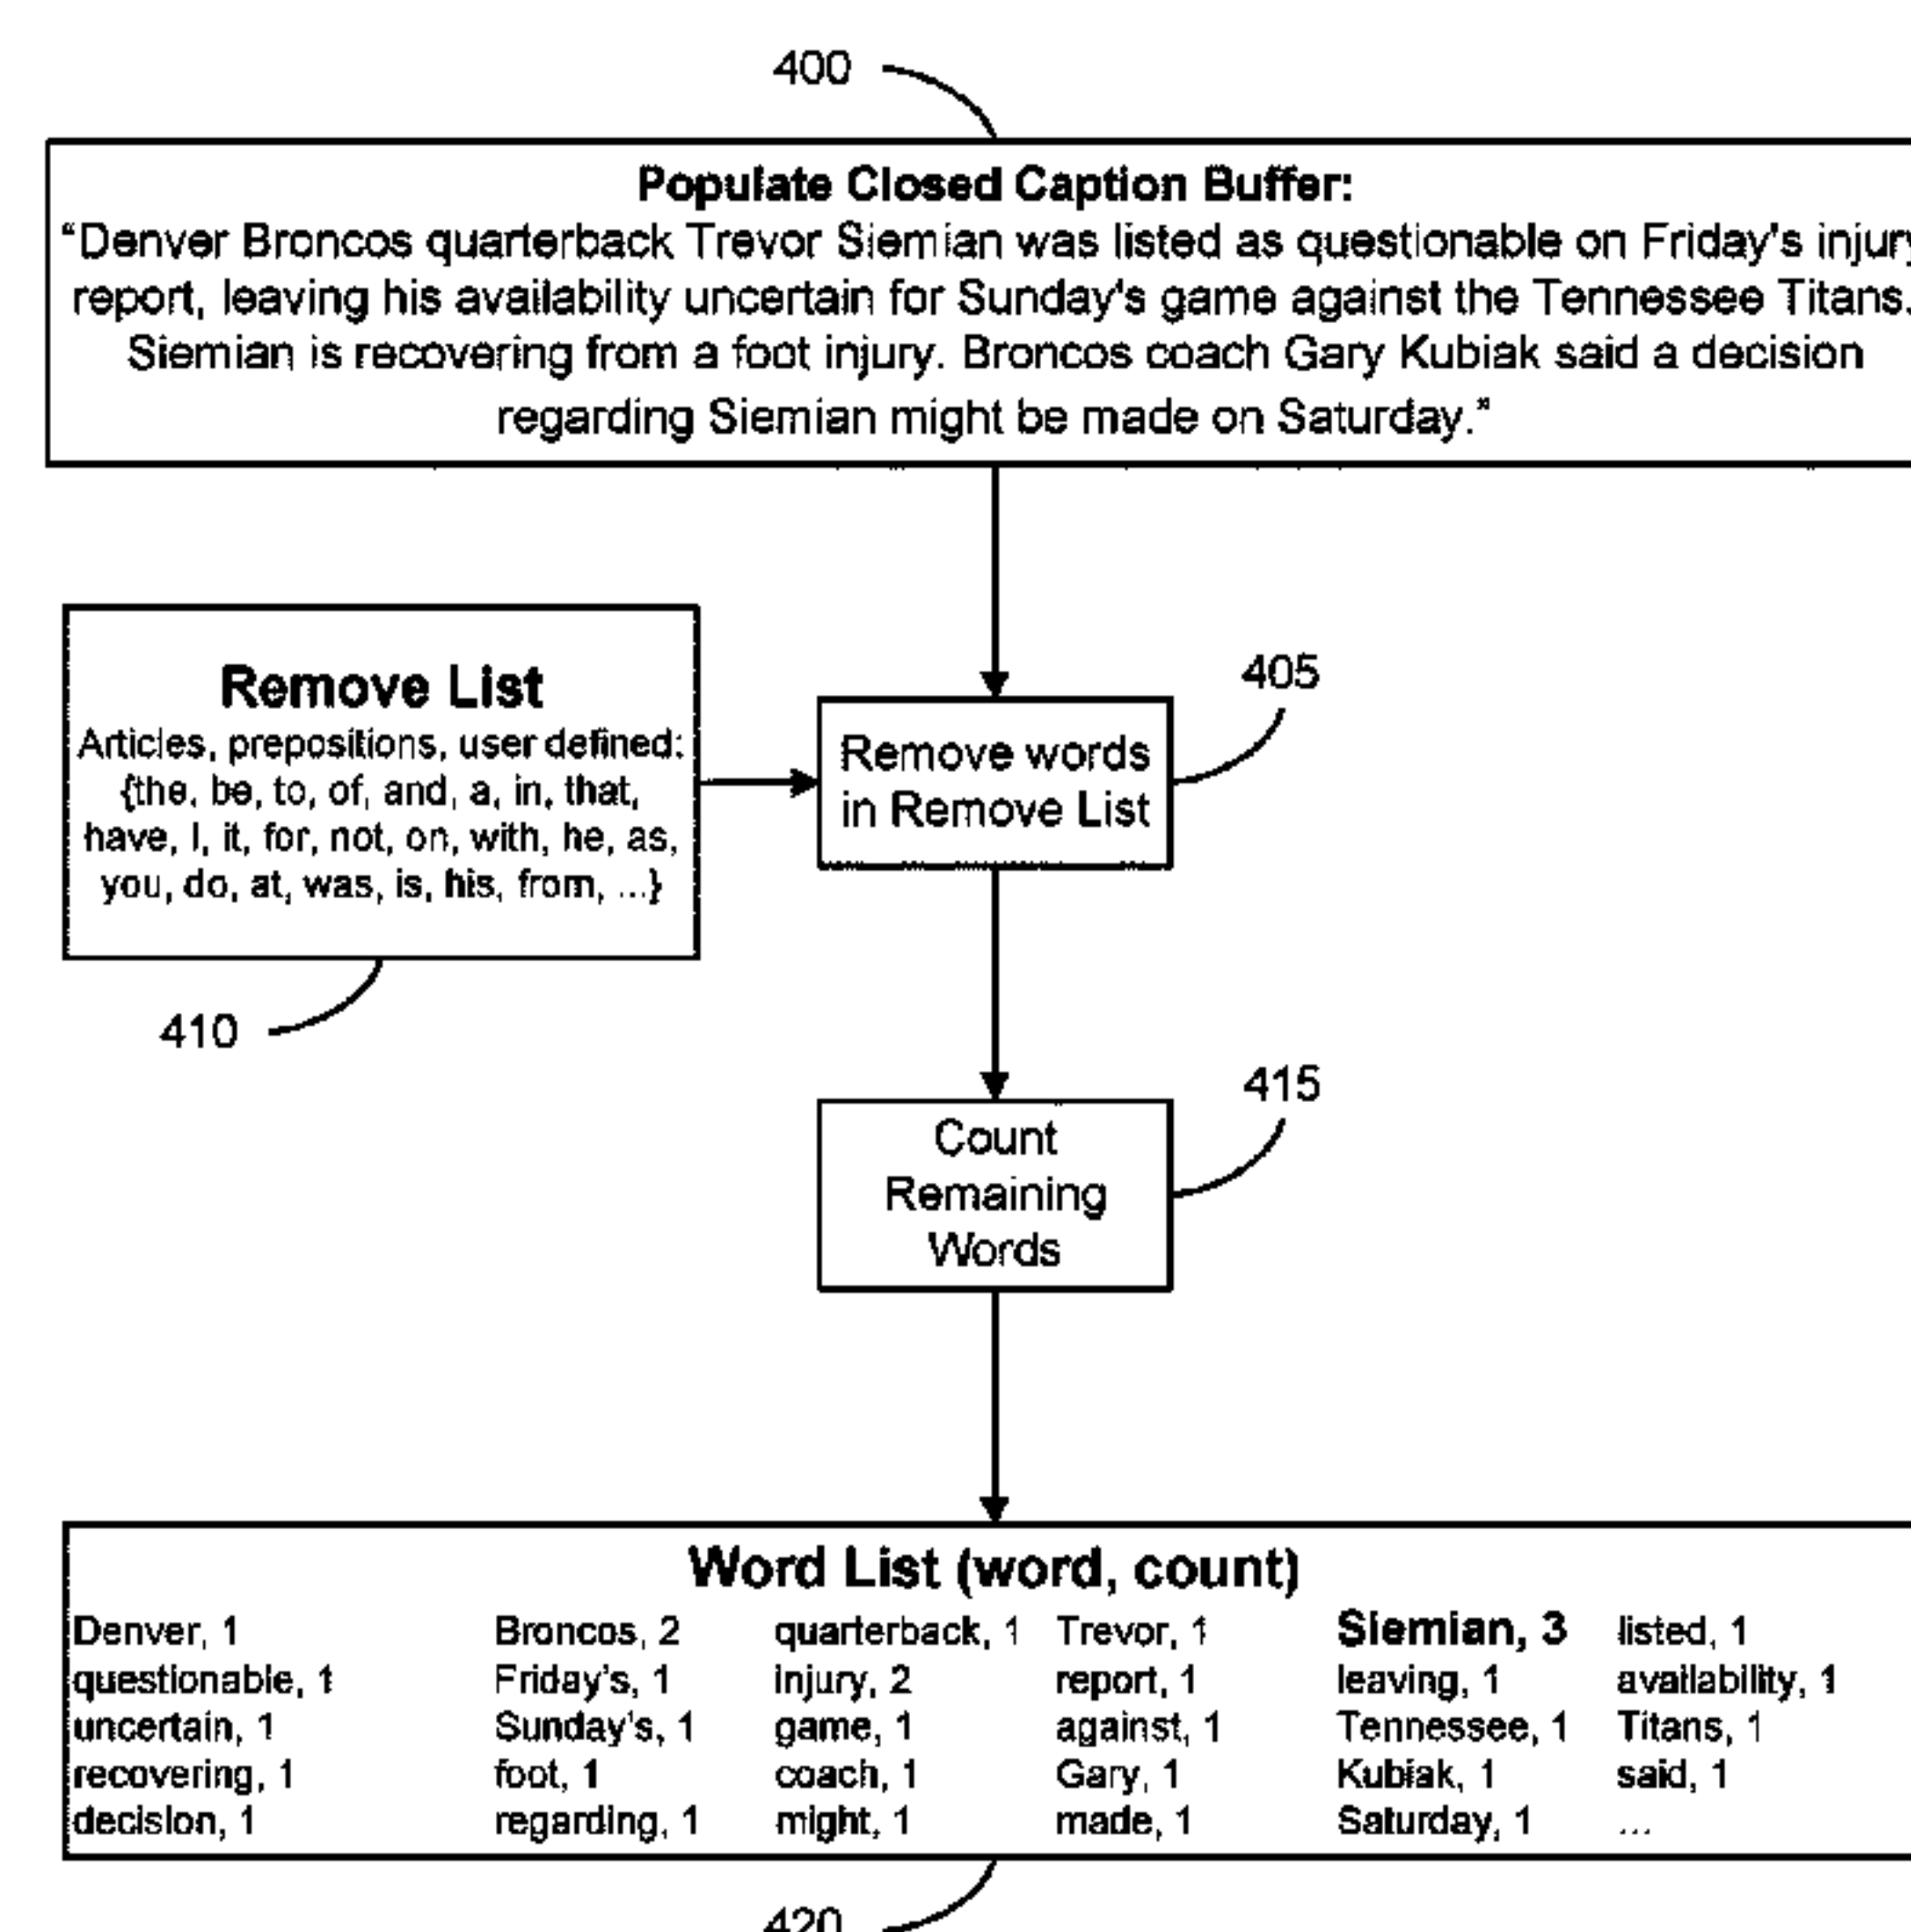 400
Populate Closed Caption Buffer:
“Denver Broncos quarterback Trevor Siemian was listed as questionable on Friday's injury
report, leaving his availability uncertain for Sunday's game against the Tennessee Titans.
Siemian is recovering from a foot injury. Broncos coach Gary Kubiak said a decision
regarding Siemian might be made on Saturday.”
Remove List
Articles, prepositions, user defined:
{the, be, to, of, and, a, in, that,
have, I, it, for, not, on, with, he, as,
you, do, at, was, is, his, from, ...}
410
405
Remove words
in Remove List
415
Count
Remaining
Words
Word List (word, count)
Denver, 1 Broncos, 2 quarterback, 1 Trevor, 1 Siemian, 3 listed, 1
questionable, 1 Friday's, 1 injury, 2 report, 1 leaving, 1 availability, 1
uncertain, 1 Sunday's, 1 game, 1 against, 1 Tennessee, 1 Titans, 1
recovering, 1 foot, 1 coach, 1 Gary, 1 Kubiak, 1 said, 1
decision, 1 regarding, 1 might, 1 made, 1 Saturday, 1 ...
420